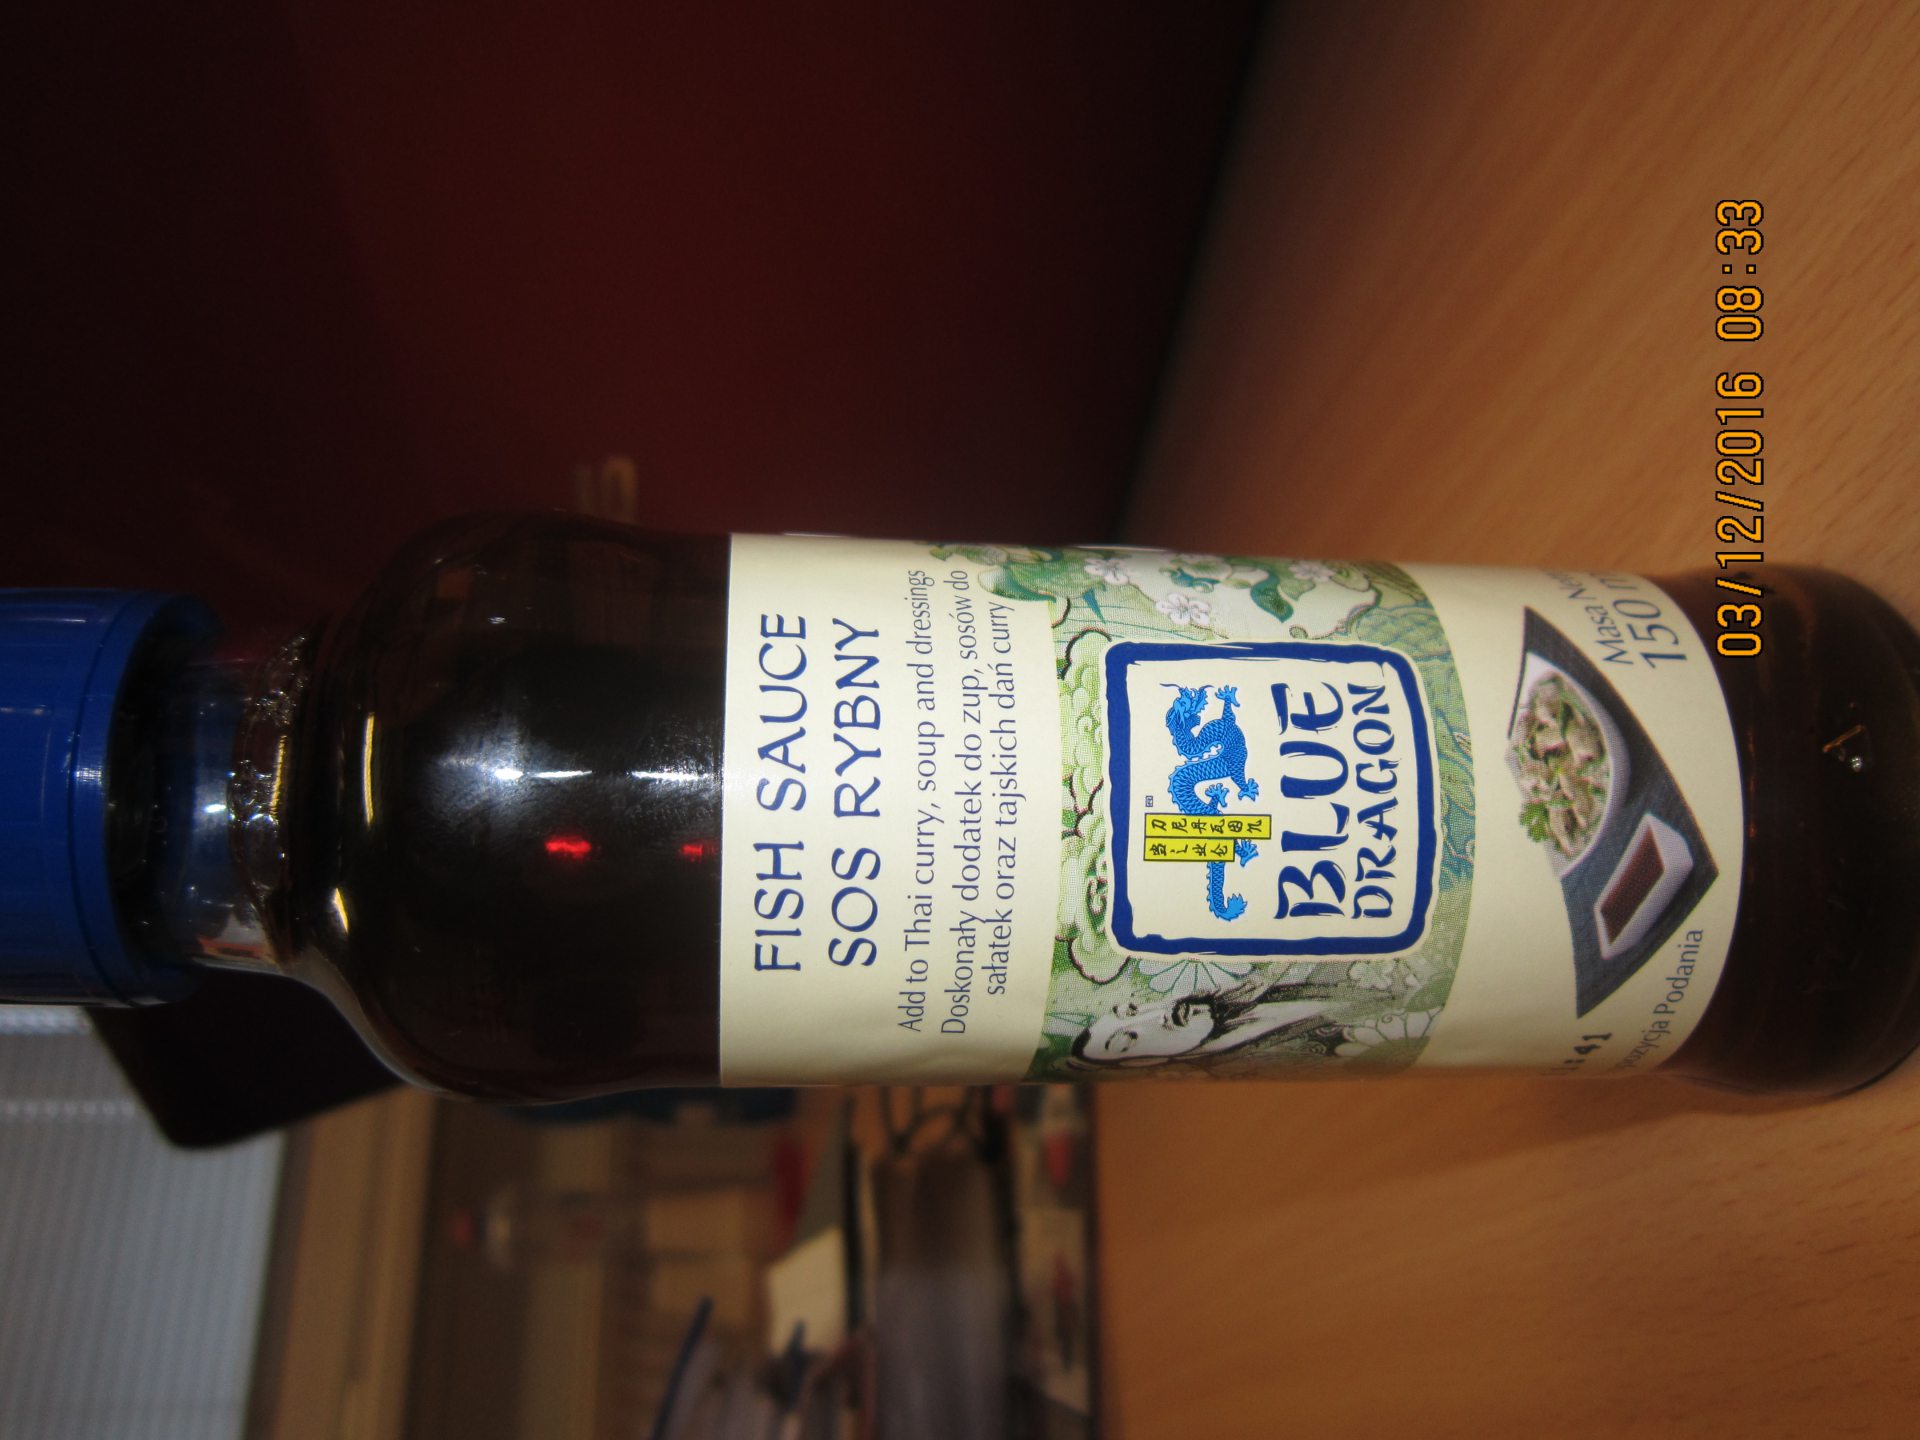 FISH SAUCE
SOS RYBNY
Add to Thai curry, soup and dressings
Doskonały dodatek do zup, sosów do
sałatek oraz tajskich dań curry
BLUE
DRAGON
Masa
150
Podania
03/12/2016 08:33